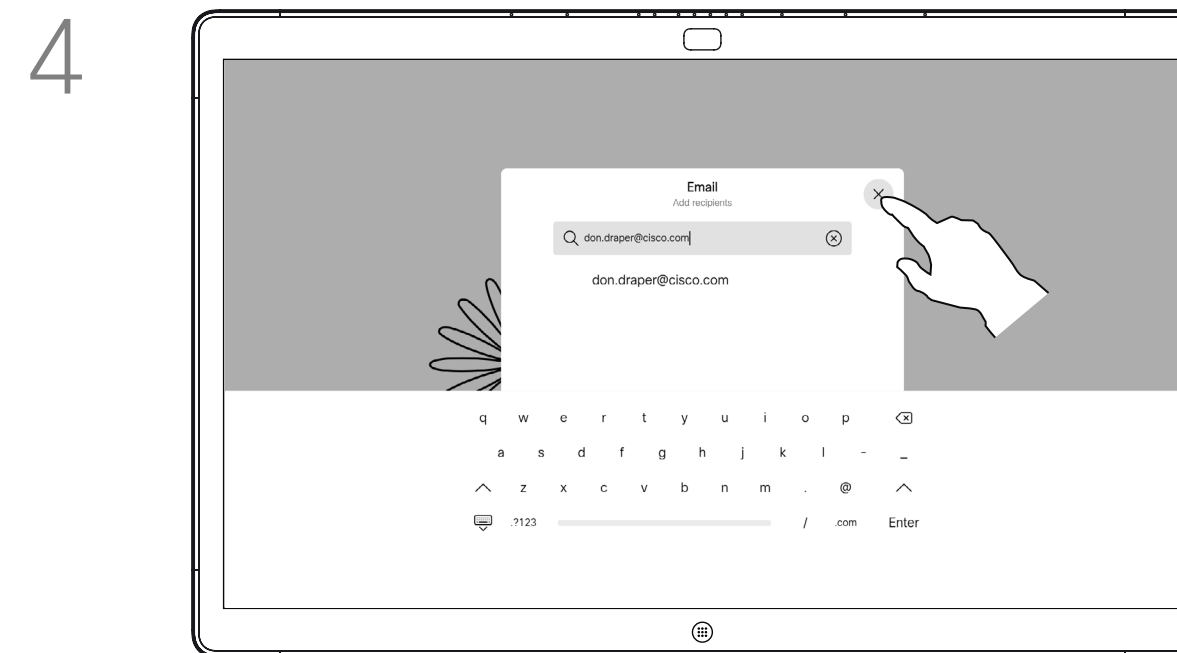 4
Email
Add recipients
don.draper@cisco.com
don.draper@cisco.com
q w e r t y u i o p
a s d f g h j k l - _
z x c v b n m . @
.?123 / .com Enter